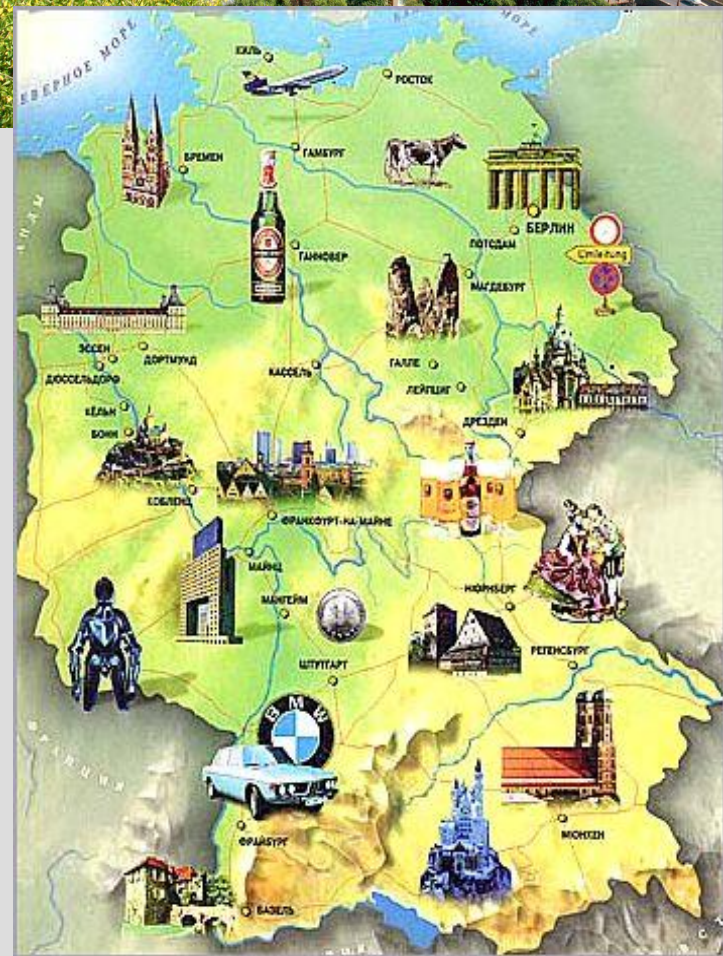 СЕВЕРНОЕ МОРЕ
КИЛЬ
РОСТОК
БРЕМЕН
ГАМБУРГ
БЕРЛИН
ПОТСДАМ
ГАННОВЕР
Umleitung
МАГДЕБУРГ
ЭССЕН
ДОРТМУНД
ДЮССЕЛЬДОРФ
КАССЕЛЬ
ГАЛЛЕ
ЛЕЙПЦИГ
КЁЛЬН
БОНН
ДРЕЗДЕН
КОБЛЕНЦ
ФРАНКФУРТ-НА-МАЙНЕ
МАЙНЦ
МАНГЕЙМ
НЮРНБЕРГ
ШТУТГАРТ
РЕГЕНСБУРГ
BMW
ФРАНЦИЯ
ФРАЙБУРГ
МЮНХЕН
БАЗЕЛЬ